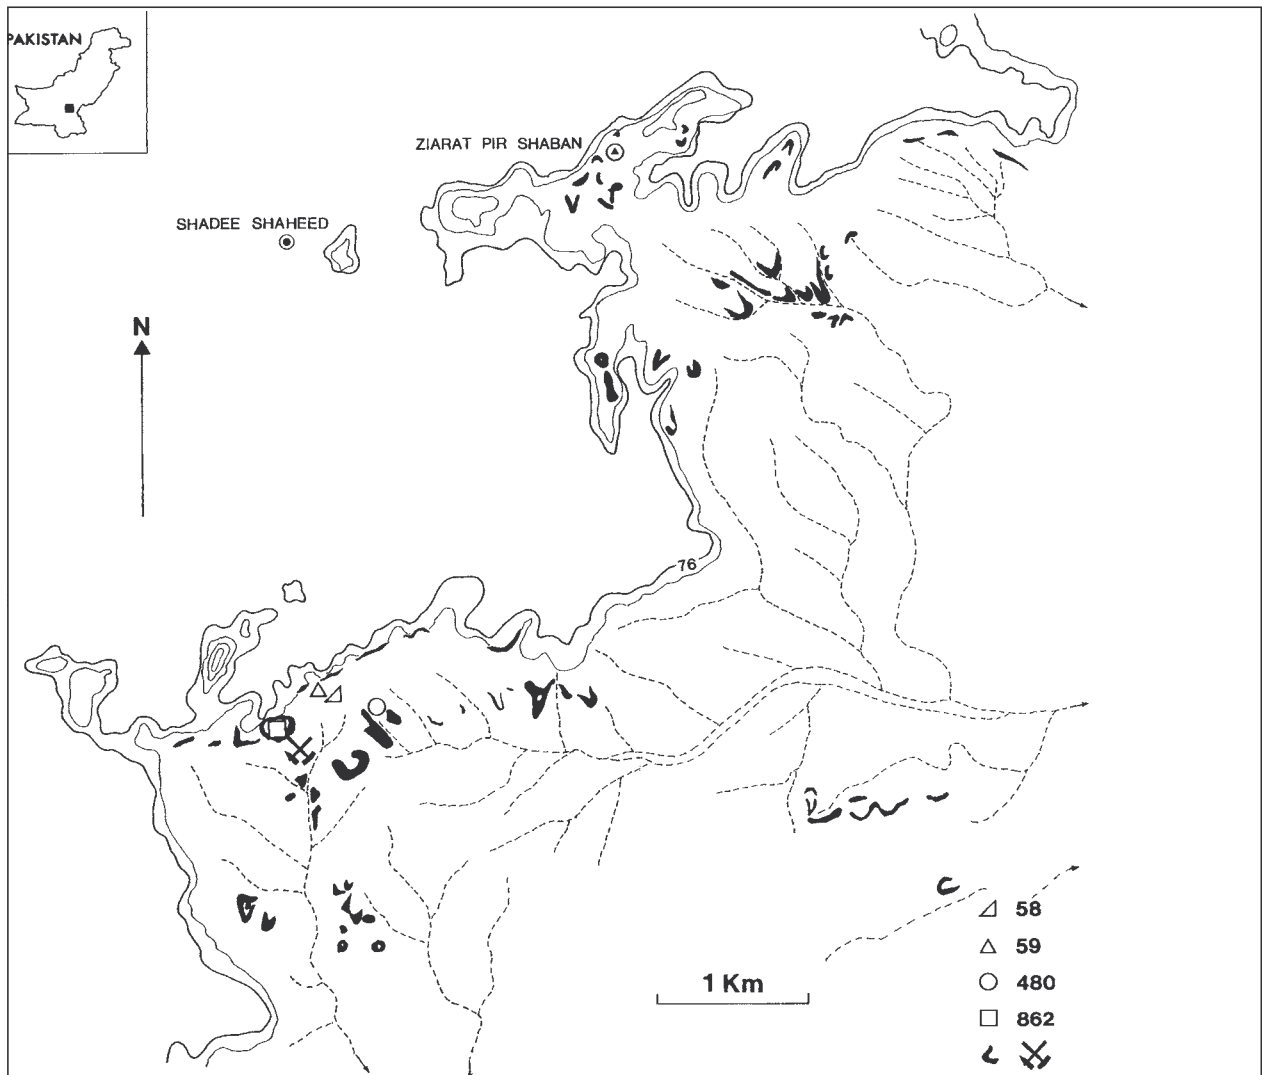 PAKISTAN
ZIARAT PIR SHABAN
SHADEE SHAHEED
N
76
58
59
1 Km
480
862